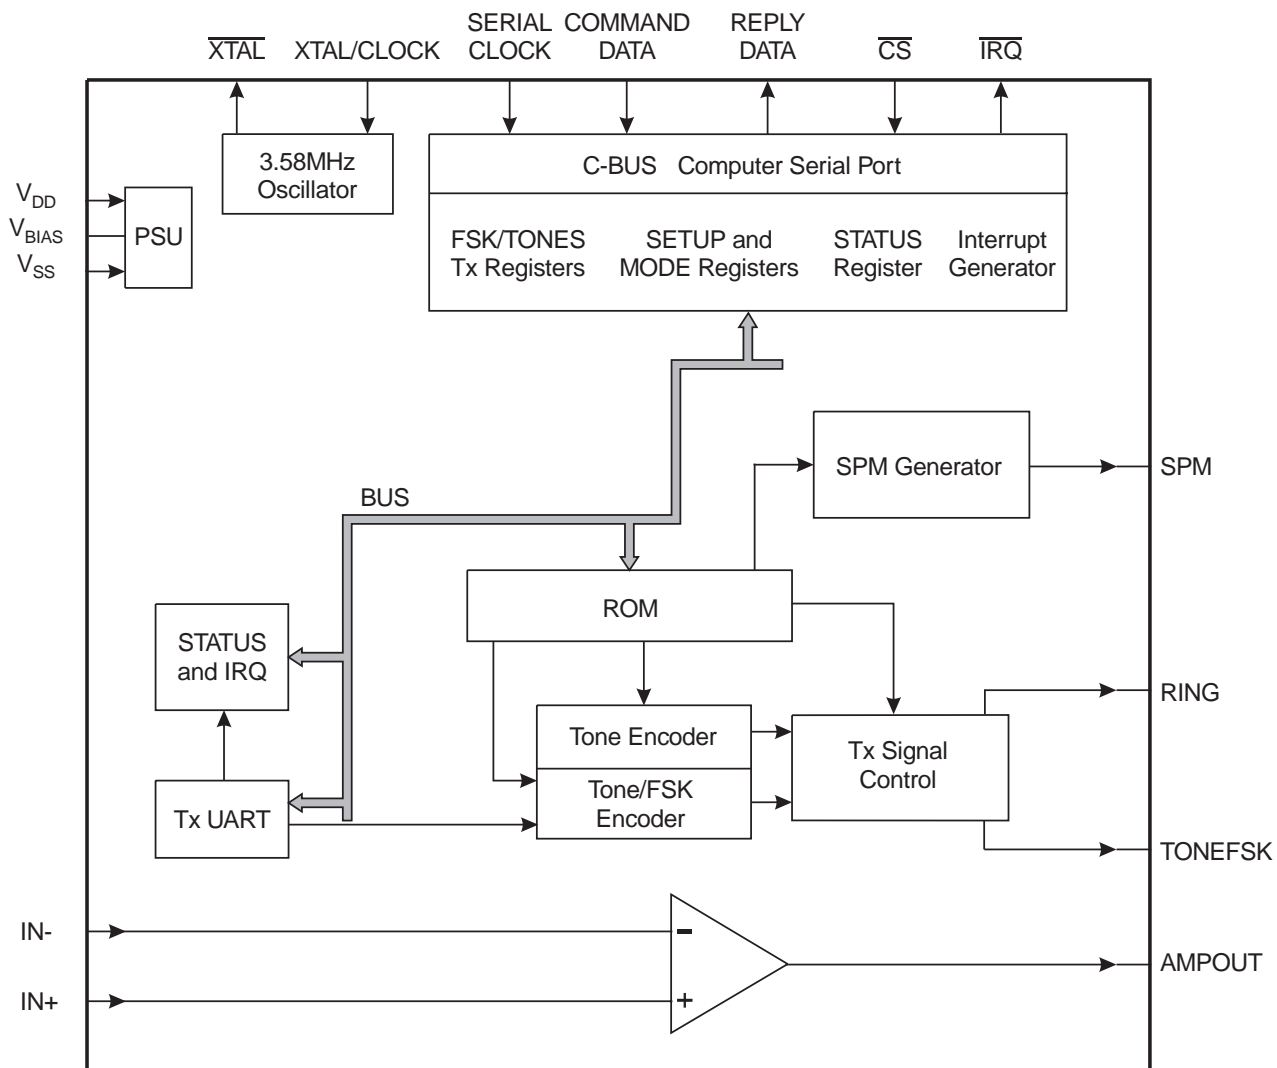 XTAL
XTAL/CLOCK
SERIAL
CLOCK
COMMAND
DATA
REPLY
DATA
CS
IRQ
3.58MHz
Oscillator
C-BUS Computer Serial Port
VDD
VBIAS
VSS
PSU
FSK/TONES
Tx Registers
SETUP and
MODE Registers
STATUS
Register
Interrupt
Generator
SPM Generator
SPM
BUS
ROM
STATUS
and IRQ
RING
Tone Encoder
Tx Signal
Control
Tx UART
Tone/FSK
Encoder
TONEFSK
IN-
-
AMPOUT
IN+
+